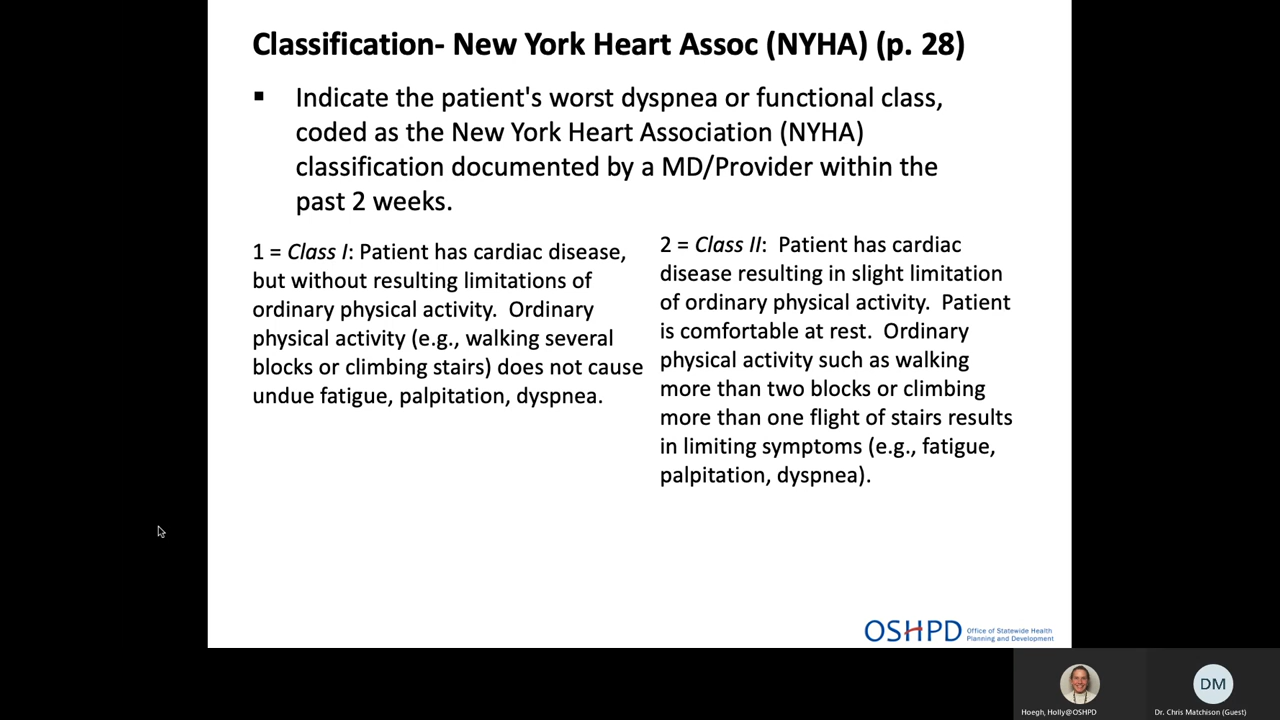 Classification- New York Heart Assoc (NYHA) (p. 28)
▪ Indicate the patient's worst dyspnea or functional class,
coded as the New York Heart Association (NYHA)
classification documented by a MD/Provider within the
past 2 weeks.
1 = Class I: Patient has cardiac disease,
but without resulting limitations of
ordinary physical activity. Ordinary
physical activity (e.g., walking several
blocks or climbing stairs) does not cause
undue fatigue, palpitation, dyspnea.
2 = Class II: Patient has cardiac
disease resulting in slight limitation
of ordinary physical activity. Patient
is comfortable at rest. Ordinary
physical activity such as walking
more than two blocks or climbing
more than one flight of stairs results
in limiting symptoms (e.g., fatigue,
palpitation, dyspnea).
OSHPD
Office of Statewide Health
Planning and Development
DM
Hoegh, Holly@OSHPD
Dr. Chris Matchison (Guest)